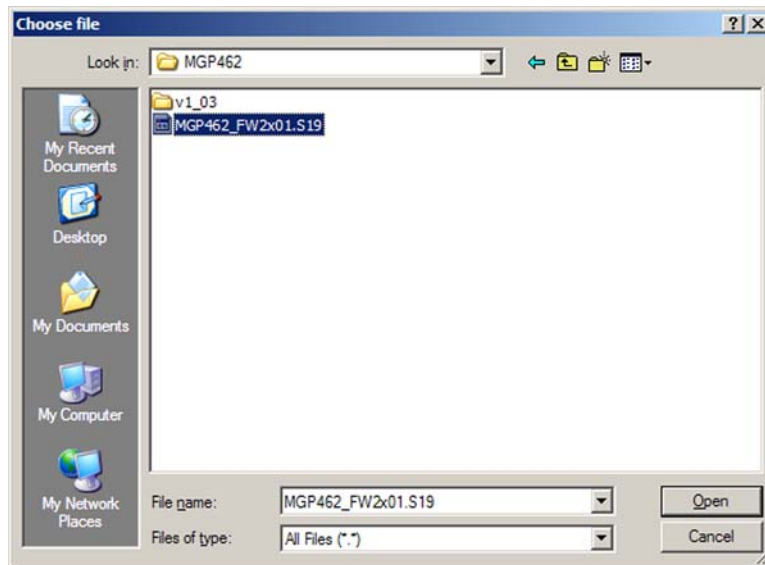 Choose file
Look in:
MGP462
v1_03
MGP462_FW2x01.S19
My Recent
Documents
Desktop
My Documents
My Computer
My Network
Places
File name:
MGP462_FW2x01.S19
Open
Files of type:
All Files (*.*)
Cancel